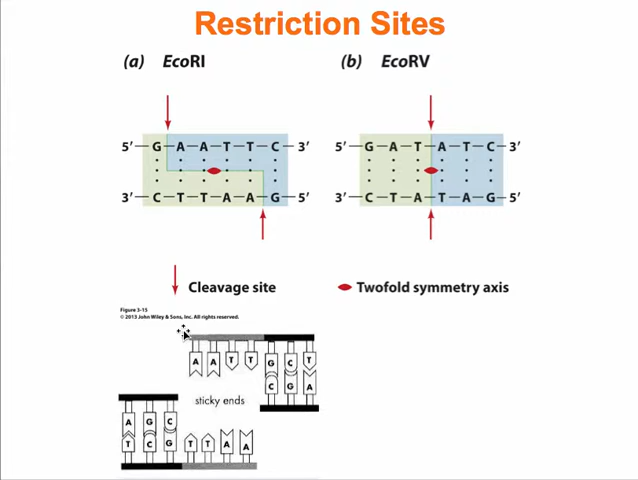 Restriction Sites
(a) EcoRI
(b) EcoRV
5′—G—A—A—T—T—C—3′
3′—C—T—T—A—A—G—5′
5′—G—A—T—A—T—C—3′
3′—C—T—A—T—A—G—5′
Cleavage site
Twofold symmetry axis
Figure 3-15
© 2013 John Wiley & Sons, Inc. All rights reserved.
A A T T G C T
C G A
sticky ends
A G C
T C G T T A A